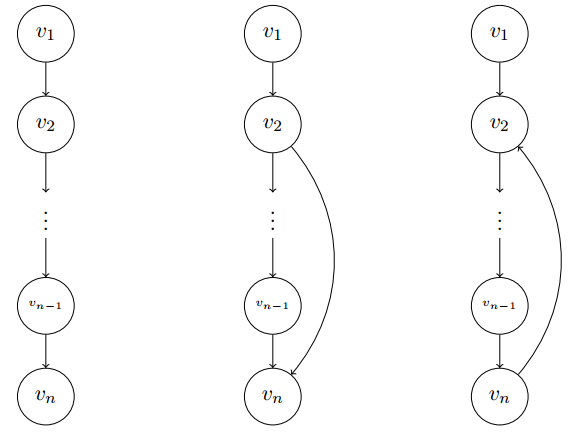 v₁ v₁ v₁
v₂ v₂ v₂
⋮ ⋮ ⋮
vₙ₋₁ vₙ₋₁ vₙ₋₁
vₙ vₙ vₙ